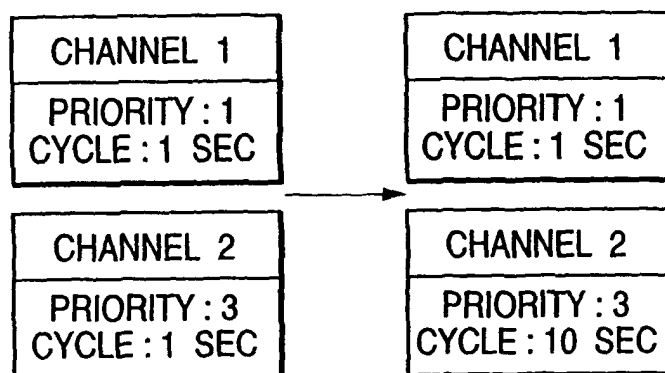 CHANNEL 1
PRIORITY : 1
CYCLE : 1 SEC
CHANNEL 2
PRIORITY : 3
CYCLE : 1 SEC
CHANNEL 1
PRIORITY : 1
CYCLE : 1 SEC
CHANNEL 2
PRIORITY : 3
CYCLE : 10 SEC